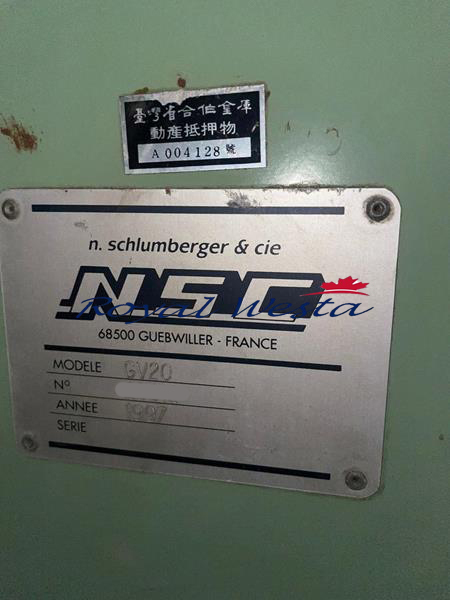 臺灣省合作金庫
動產抵押物
A 004128 號
n. schlumberger & cie
NSC
Royal Westa
68500 GUEBWILLER - FRANCE
MODELE GV20
Nº
ANNEE 1997
SERIE